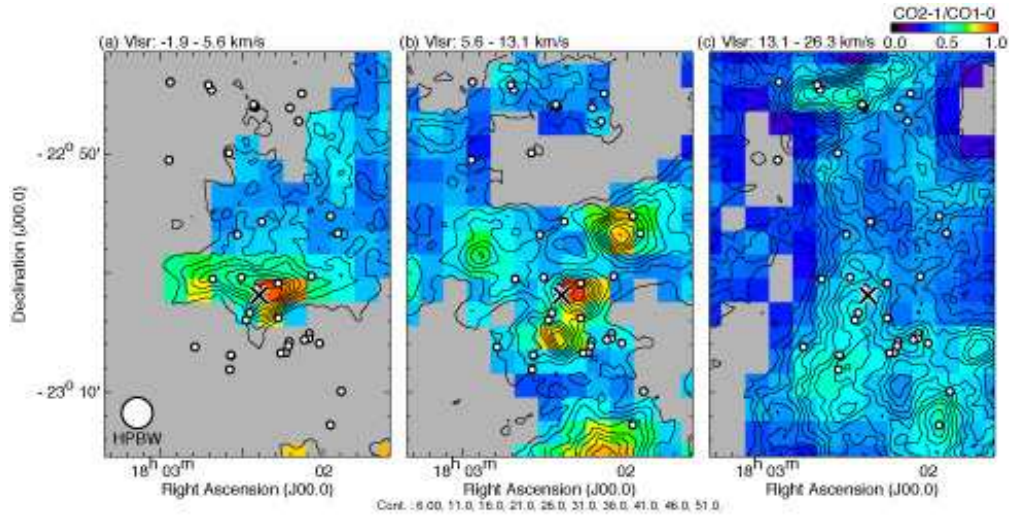 CO2-1/CO1-0
0.0 0.5 1.0
(a) Vlsr: -1.9 - 5.6 km/s
(b) Vlsr: 5.6 - 13.1 km/s
(c) Vlsr: 13.1 - 26.3 km/s
Declination (J00.0)
- 22° 50'
- 23° 10'
HPBW
18h 03m 02
18h 03m 02
18h 03m 02
Right Ascension (J00.0)
Right Ascension (J00.0)
Right Ascension (J00.0)
Cont. : 6.00, 11.0, 16.0, 21.0, 26.0, 31.0, 36.0, 41.0, 46.0, 51.0,